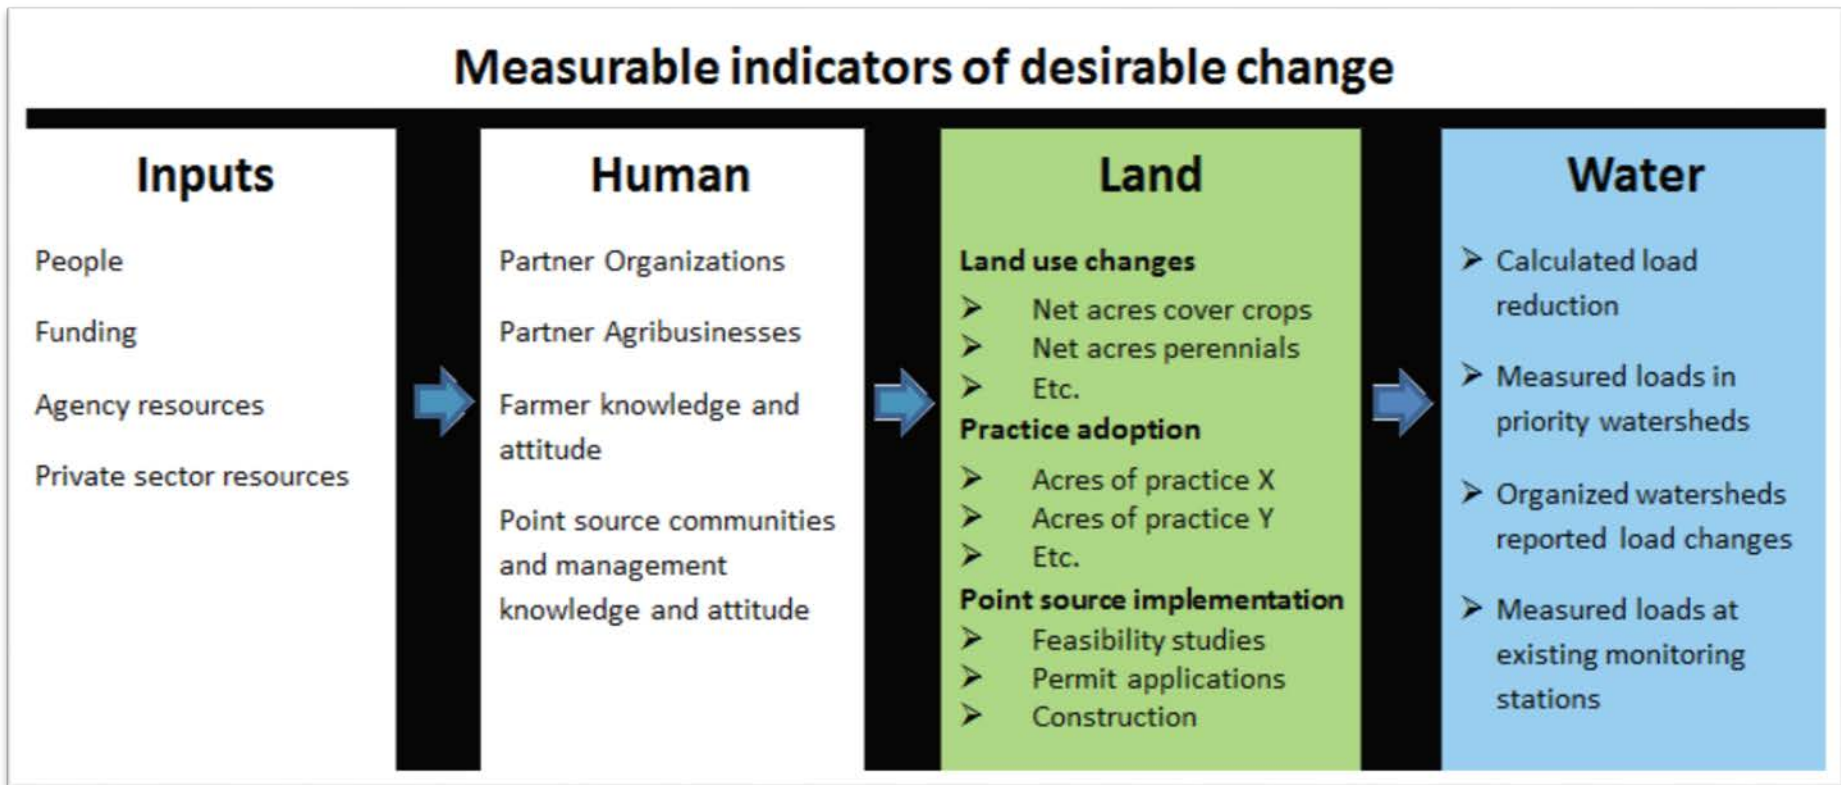 Measurable indicators of desirable change
Inputs
People
Funding
Agency resources
Private sector resources
Human
Partner Organizations
Partner Agribusinesses
Farmer knowledge and
attitude
Point source communities
and management
knowledge and attitude
Land
Land use changes
➢ Net acres cover crops
➢ Net acres perennials
➢ Etc.
Practice adoption
➢ Acres of practice X
➢ Acres of practice Y
➢ Etc.
Point source implementation
➢ Feasibility studies
➢ Permit applications
➢ Construction
Water
➢ Calculated load
reduction
➢ Measured loads in
priority watersheds
➢ Organized watersheds
reported load changes
➢ Measured loads at
existing monitoring
stations